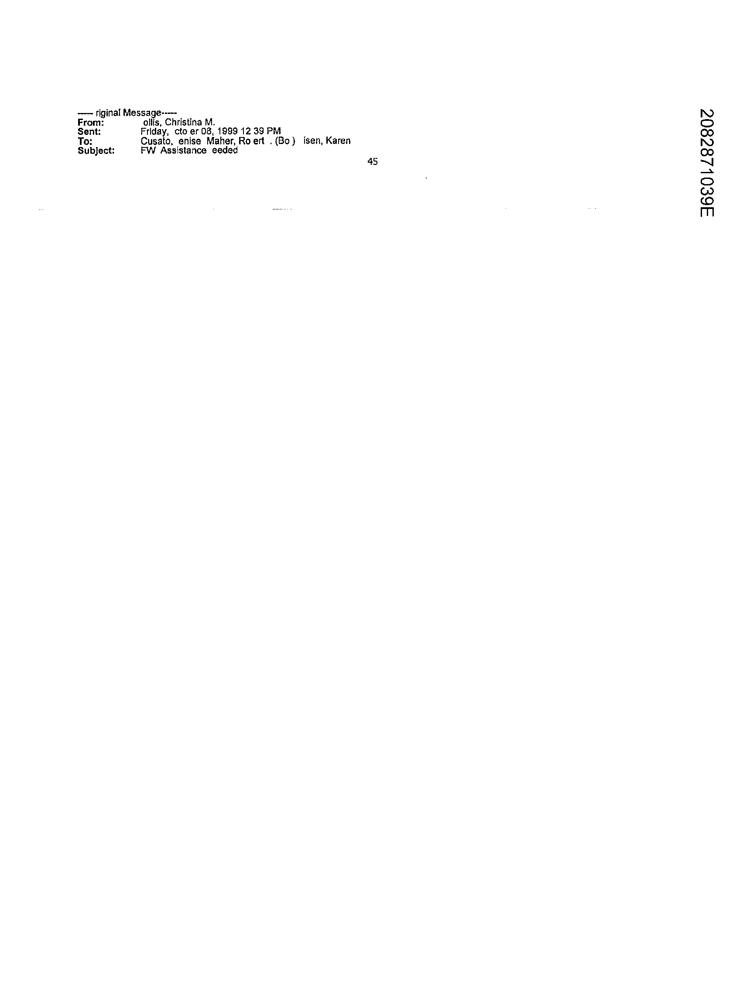 ----- riginal Message-----
From: ollis, Christina M.
Sent: Friday, cto er 08, 1999 12 39 PM
To: Cusato, enise Maher, Ro ert . (Bo ) isen, Karen
Subject: FW Assistance eeded
45
2082871039E